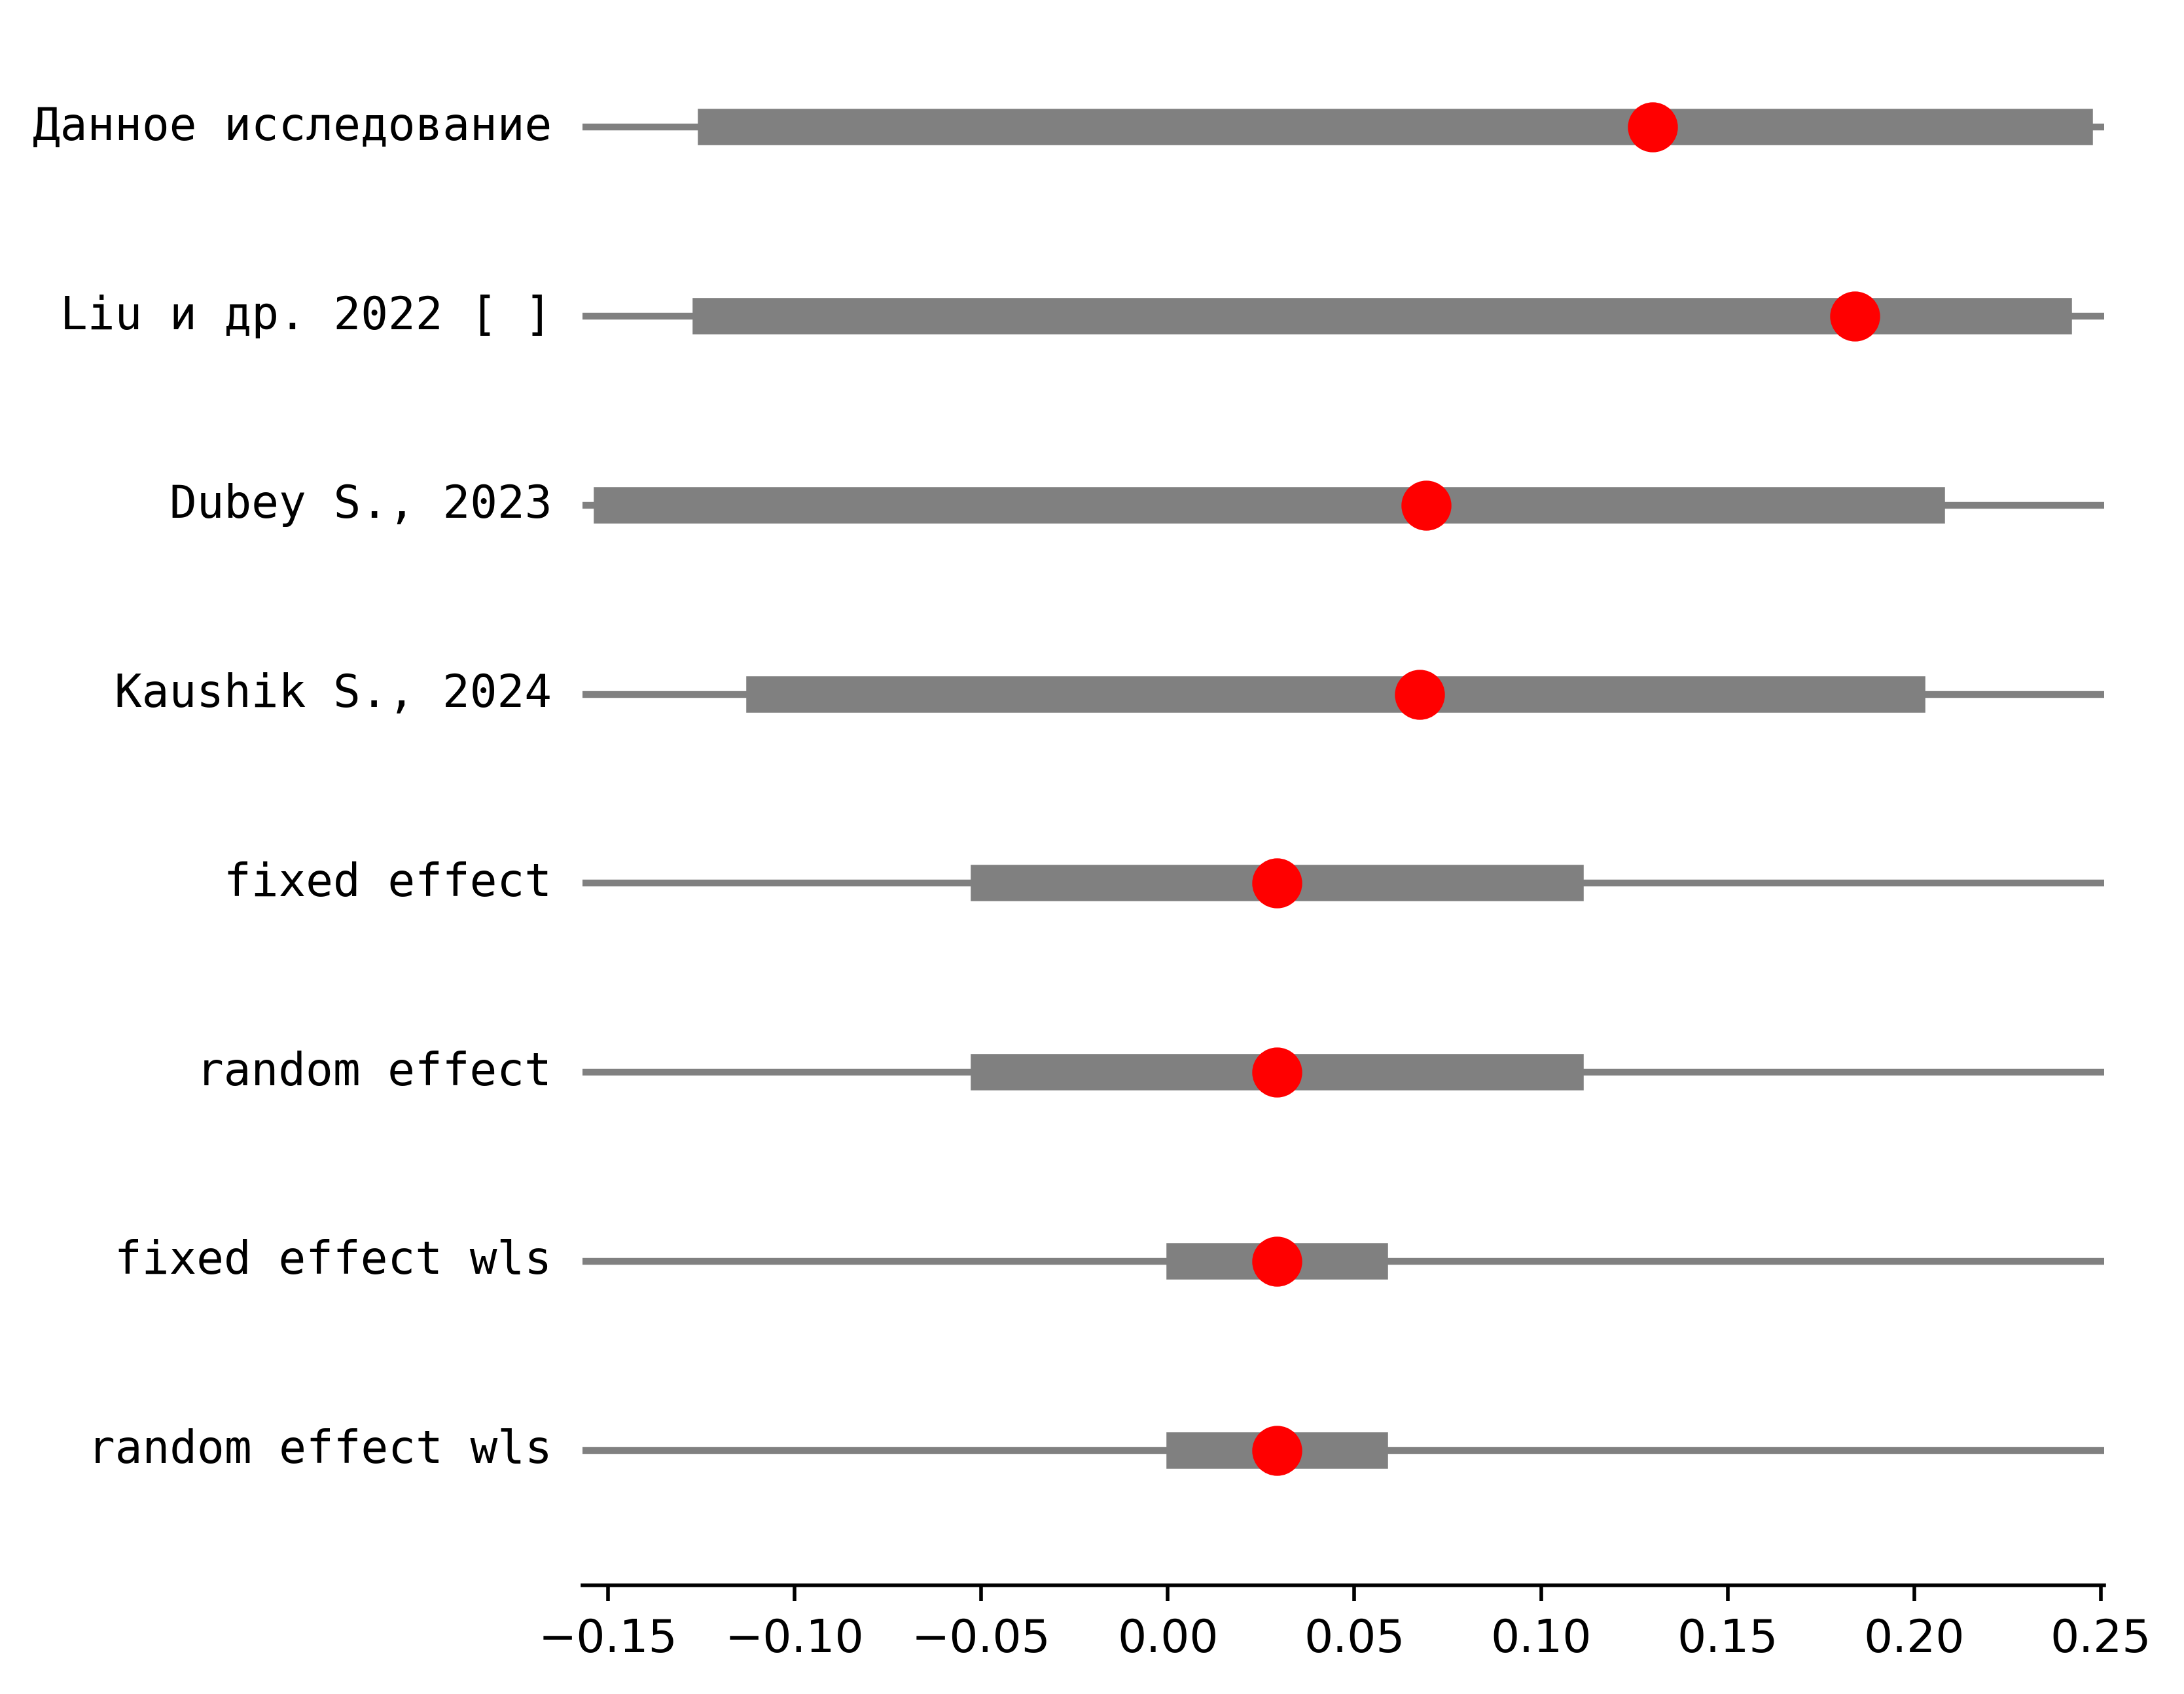 Данное исследование
Liu и др. 2022 [ ]
Dubey S., 2023
Kaushik S., 2024
fixed effect
random effect
fixed effect wls
random effect wls
−0.15 −0.10 −0.05 0.00 0.05 0.10 0.15 0.20 0.25